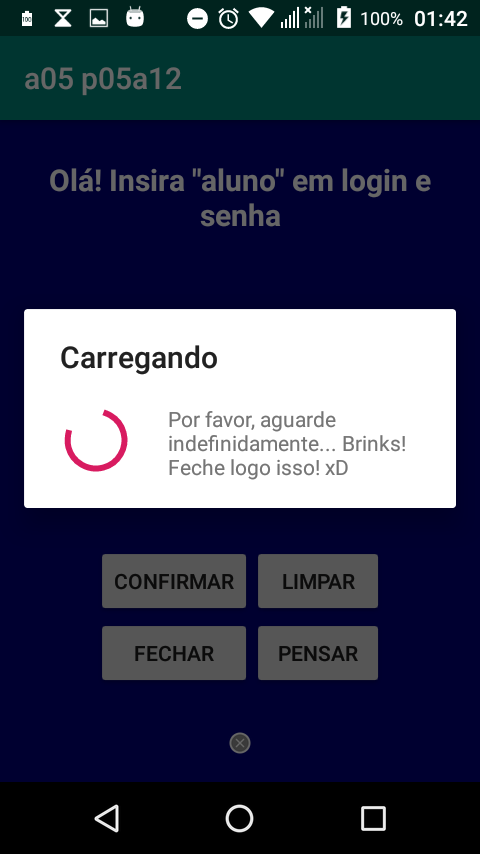 100% 01:42
a05 p05a12
Olá! Insira "aluno" em login e
senha
Carregando
Por favor, aguarde
indefinidamente... Brinks!
Feche logo isso! xD
CONFIRMAR LIMPAR
FECHAR PENSAR